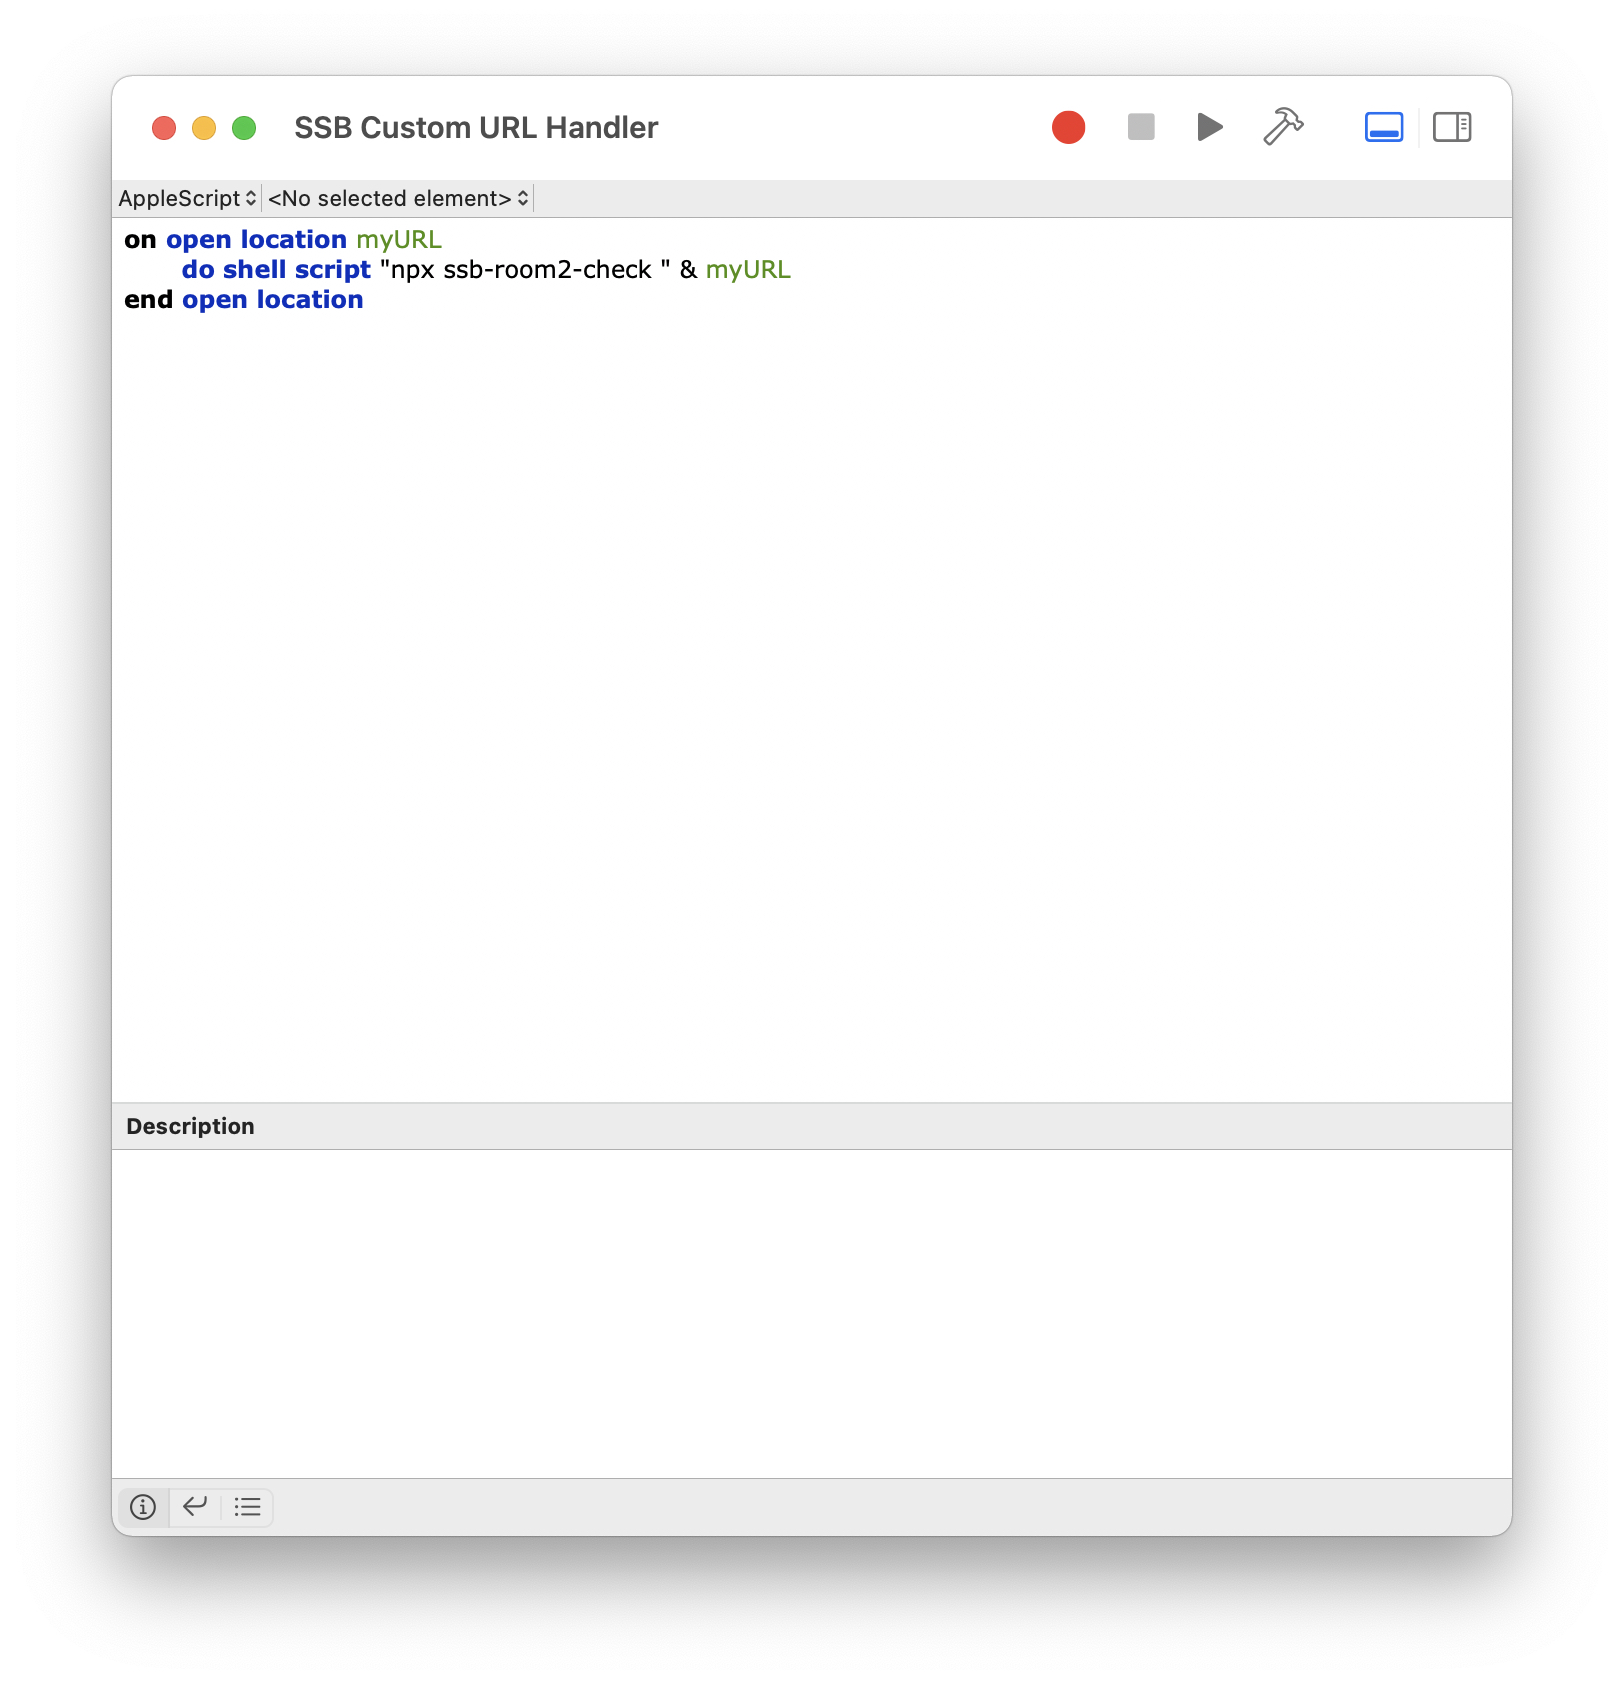 SSB Custom URL Handler
AppleScript <No selected element>
on open location myURL
do shell script "npx ssb-room2-check " & myURL
end open location
Description